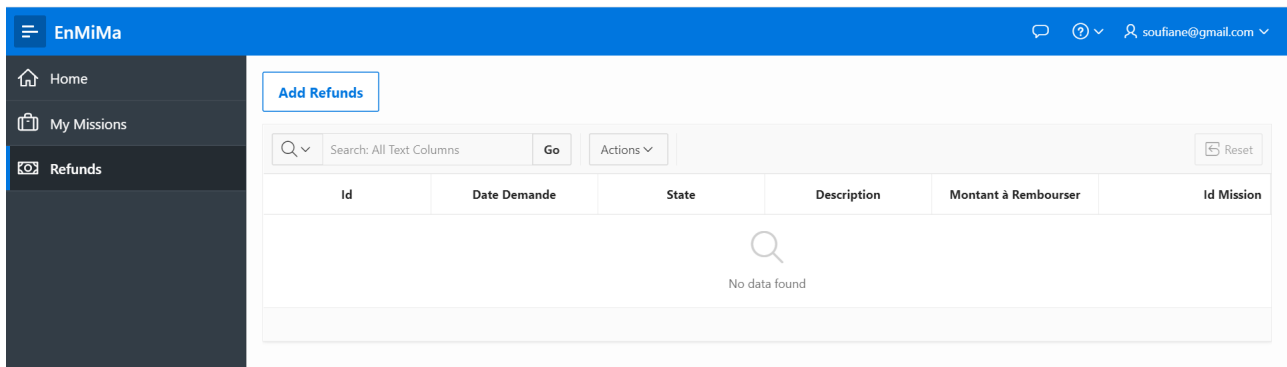 EnMiMa
soufiane@gmail.com
Home
My Missions
Refunds
Add Refunds
Search: All Text Columns
Go
Actions
Reset
Id
Date Demande
State
Description
Montant à Rembourser
Id Mission
No data found